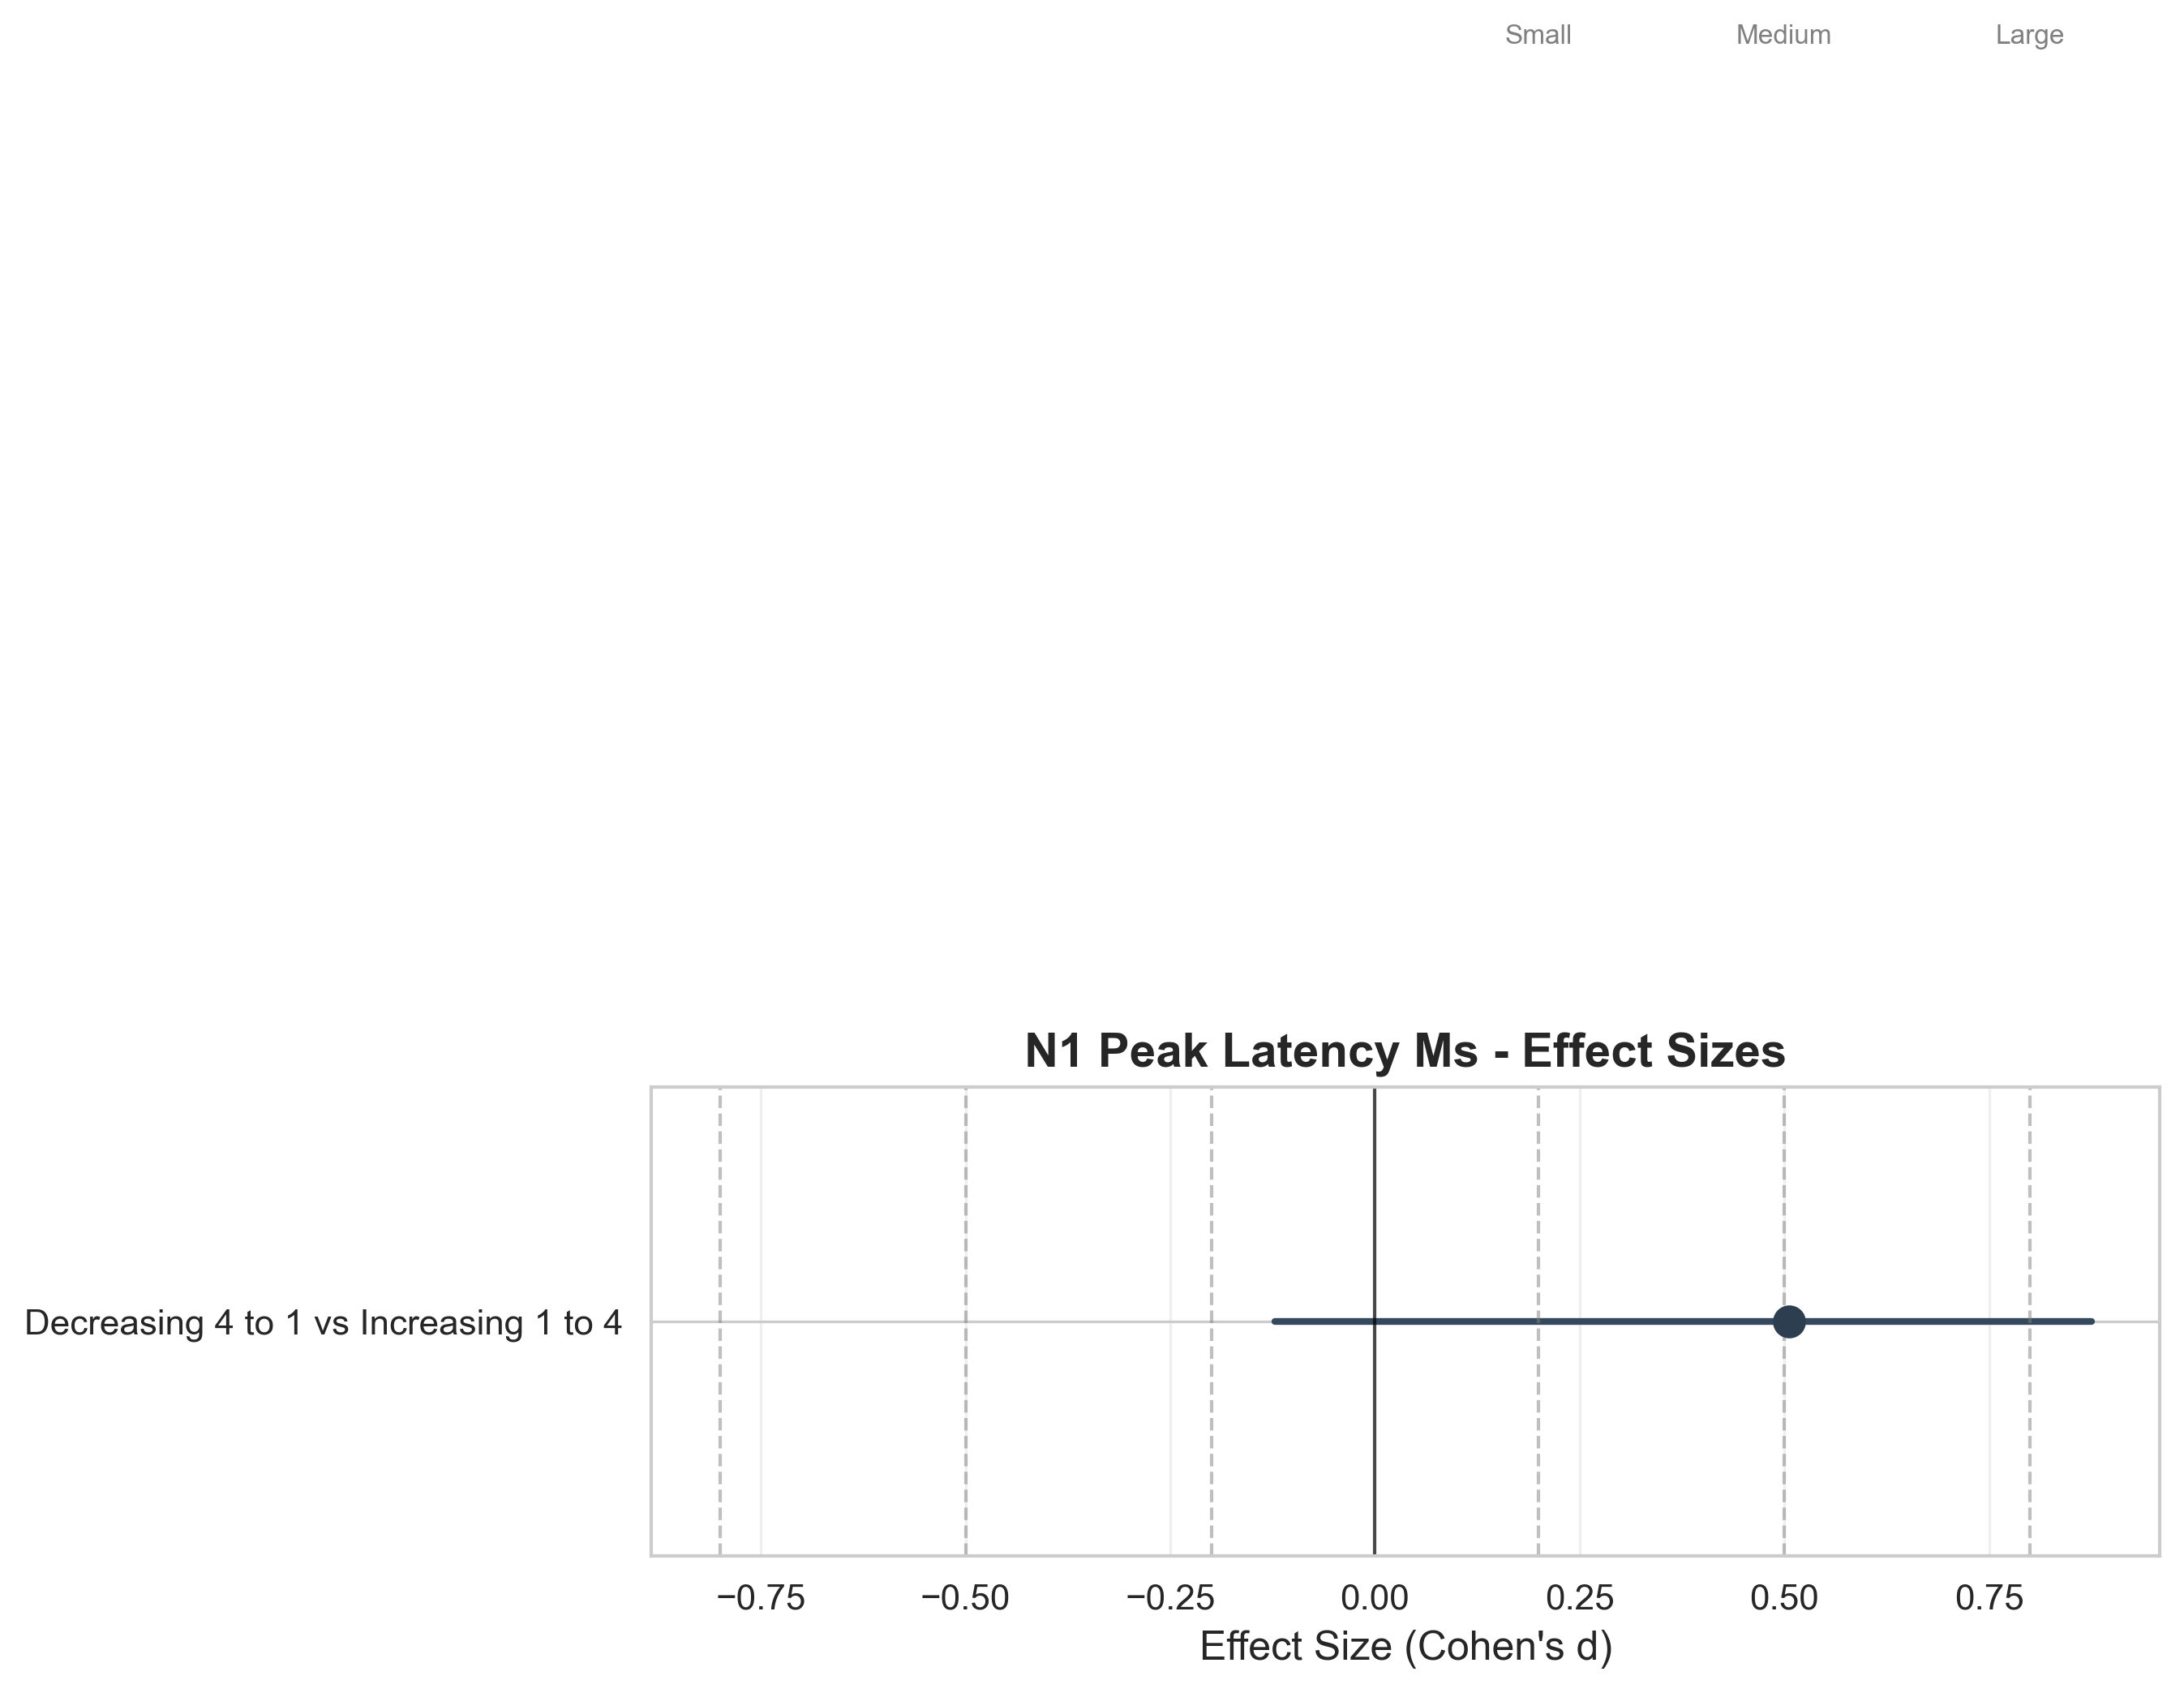 Small Medium Large
N1 Peak Latency Ms - Effect Sizes
Decreasing 4 to 1 vs Increasing 1 to 4
−0.75 −0.50 −0.25 0.00 0.25 0.50 0.75
Effect Size (Cohen's d)